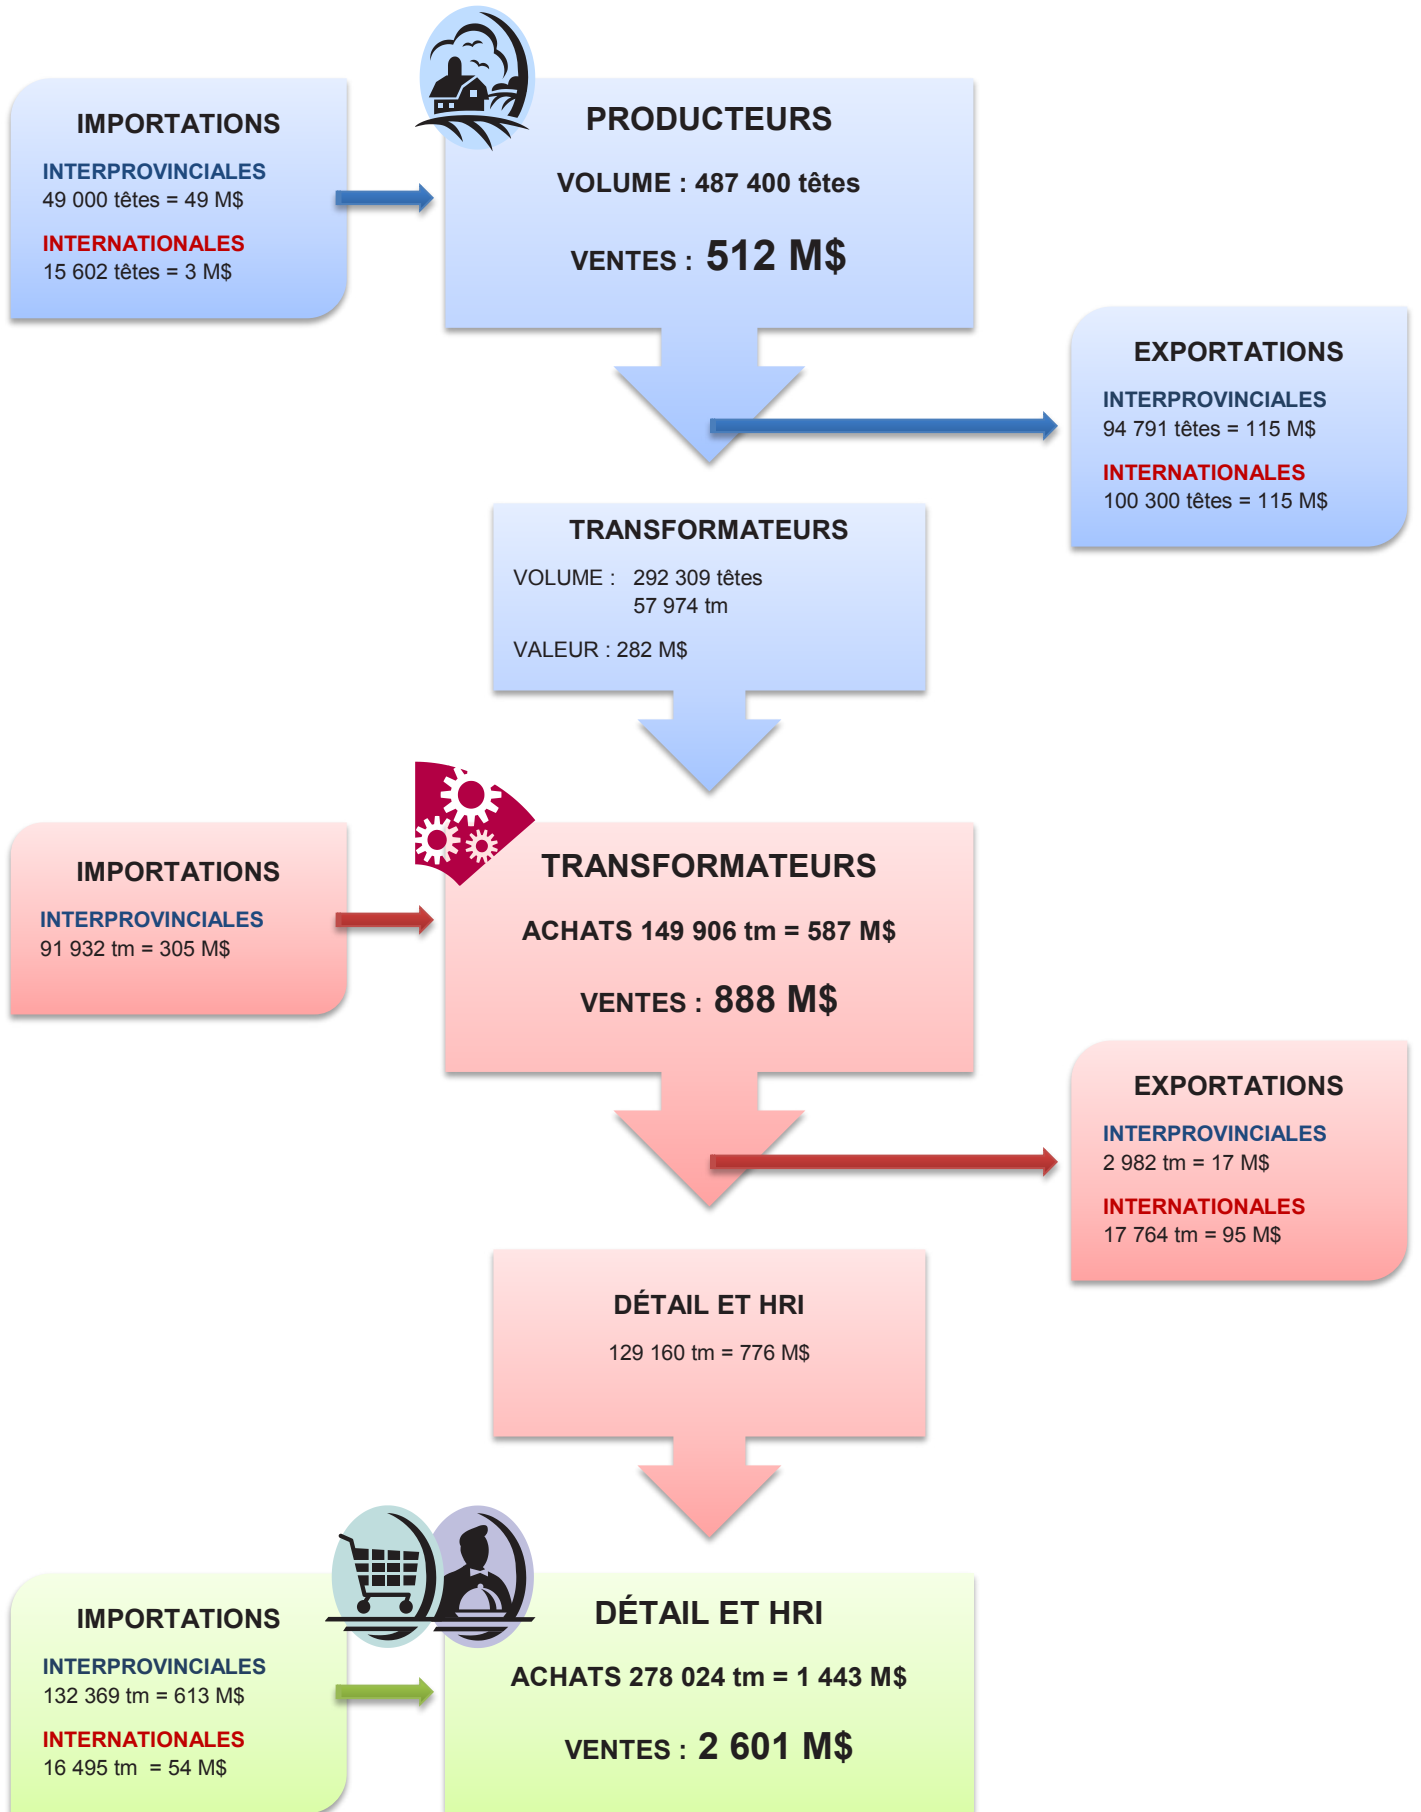 IMPORTATIONS
INTERPROVINCIALES
49 000 têtes = 49 M$
INTERNATIONALES
15 602 têtes = 3 M$
PRODUCTEURS
VOLUME : 487 400 têtes
VENTES : 512 M$
EXPORTATIONS
INTERPROVINCIALES
94 791 têtes = 115 M$
INTERNATIONALES
100 300 têtes = 115 M$
TRANSFORMATEURS
VOLUME : 292 309 têtes
57 974 tm
VALEUR : 282 M$
IMPORTATIONS
INTERPROVINCIALES
91 932 tm = 305 M$
TRANSFORMATEURS
ACHATS 149 906 tm = 587 M$
VENTES : 888 M$
EXPORTATIONS
INTERPROVINCIALES
2 982 tm = 17 M$
INTERNATIONALES
17 764 tm = 95 M$
DÉTAIL ET HRI
129 160 tm = 776 M$
IMPORTATIONS
INTERPROVINCIALES
132 369 tm = 613 M$
INTERNATIONALES
16 495 tm = 54 M$
DÉTAIL ET HRI
ACHATS 278 024 tm = 1 443 M$
VENTES : 2 601 M$